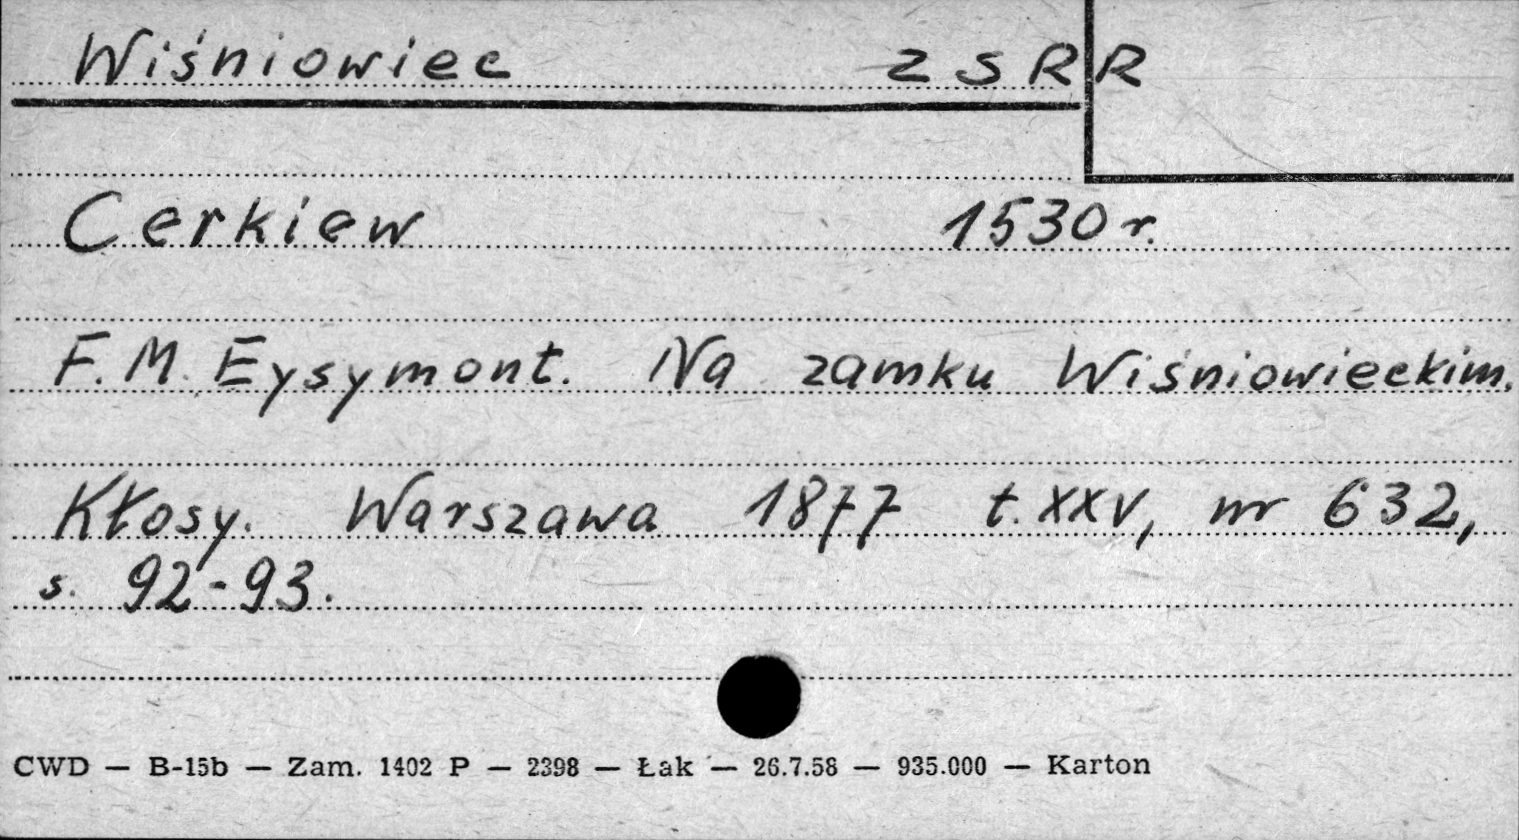 Wiśniowiec ZSRR
Cerkiew 1530 r.
F. M. Eysymont. Na zamku Wiśniowieckim.
Kłosy. Warszawa 1877 t. XXV, nr 632,
s. 92-93.
CWD — B-15b — Zam. 1402 P — 2398 — Łak — 26.7.58 — 935.000 — Karton